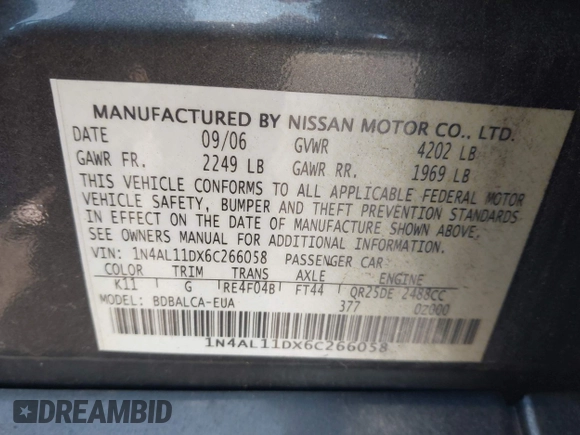 MANUFACTURED BY NISSAN MOTOR CO., LTD.
DATE 09/06 GVWR 4202 LB
GAWR FR. 2249 LB GAWR RR. 1969 LB
THIS VEHICLE CONFORMS TO ALL APPLICABLE FEDERAL MOTOR
VEHICLE SAFETY, BUMPER AND THEFT PREVENTION STANDARDS
IN EFFECT ON THE DATE OF MANUFACTURE SHOWN ABOVE.
SEE OWNERS MANUAL FOR ADDITIONAL INFORMATION.
VIN: 1N4AL11DX6C266058 PASSENGER CAR
COLOR TRIM TRANS AXLE ENGINE
K11 G RE4F04B FT44 QR25DE 2488CC
MODEL: BDBALCA-EUA 377 0z000
1N4AL11DX6C266058
DREAMBID